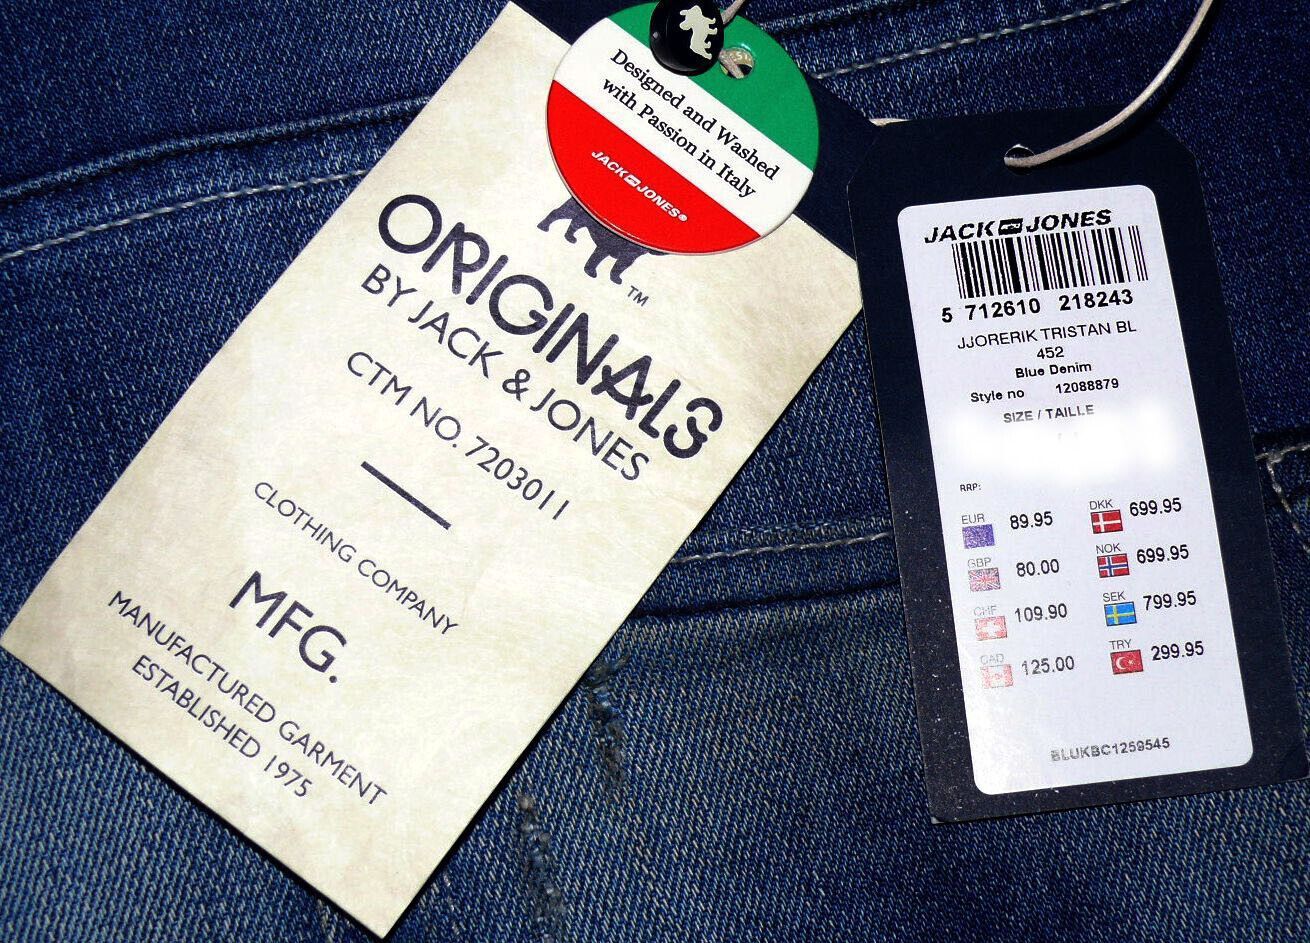 Designed and Washed
with Passion in Italy
JACK JONES®
TM
ORIGINALS
BY JACK & JONES
CTM NO. 7203011
CLOTHING COMPANY
MFG.
MANUFACTURED GARMENT
ESTABLISHED 1975
JACK JONES
5 712610 218243
JJORERIK TRISTAN BL
452
Blue Denim
Style no 12088879
SIZE / TAILLE
RRP:
EUR 89.95
DKK 699.95
GBP 80.00
NOK 699.95
CHF 109.90
SEK 799.95
CAD 125.00
TRY 299.95
BLUKBC1259545